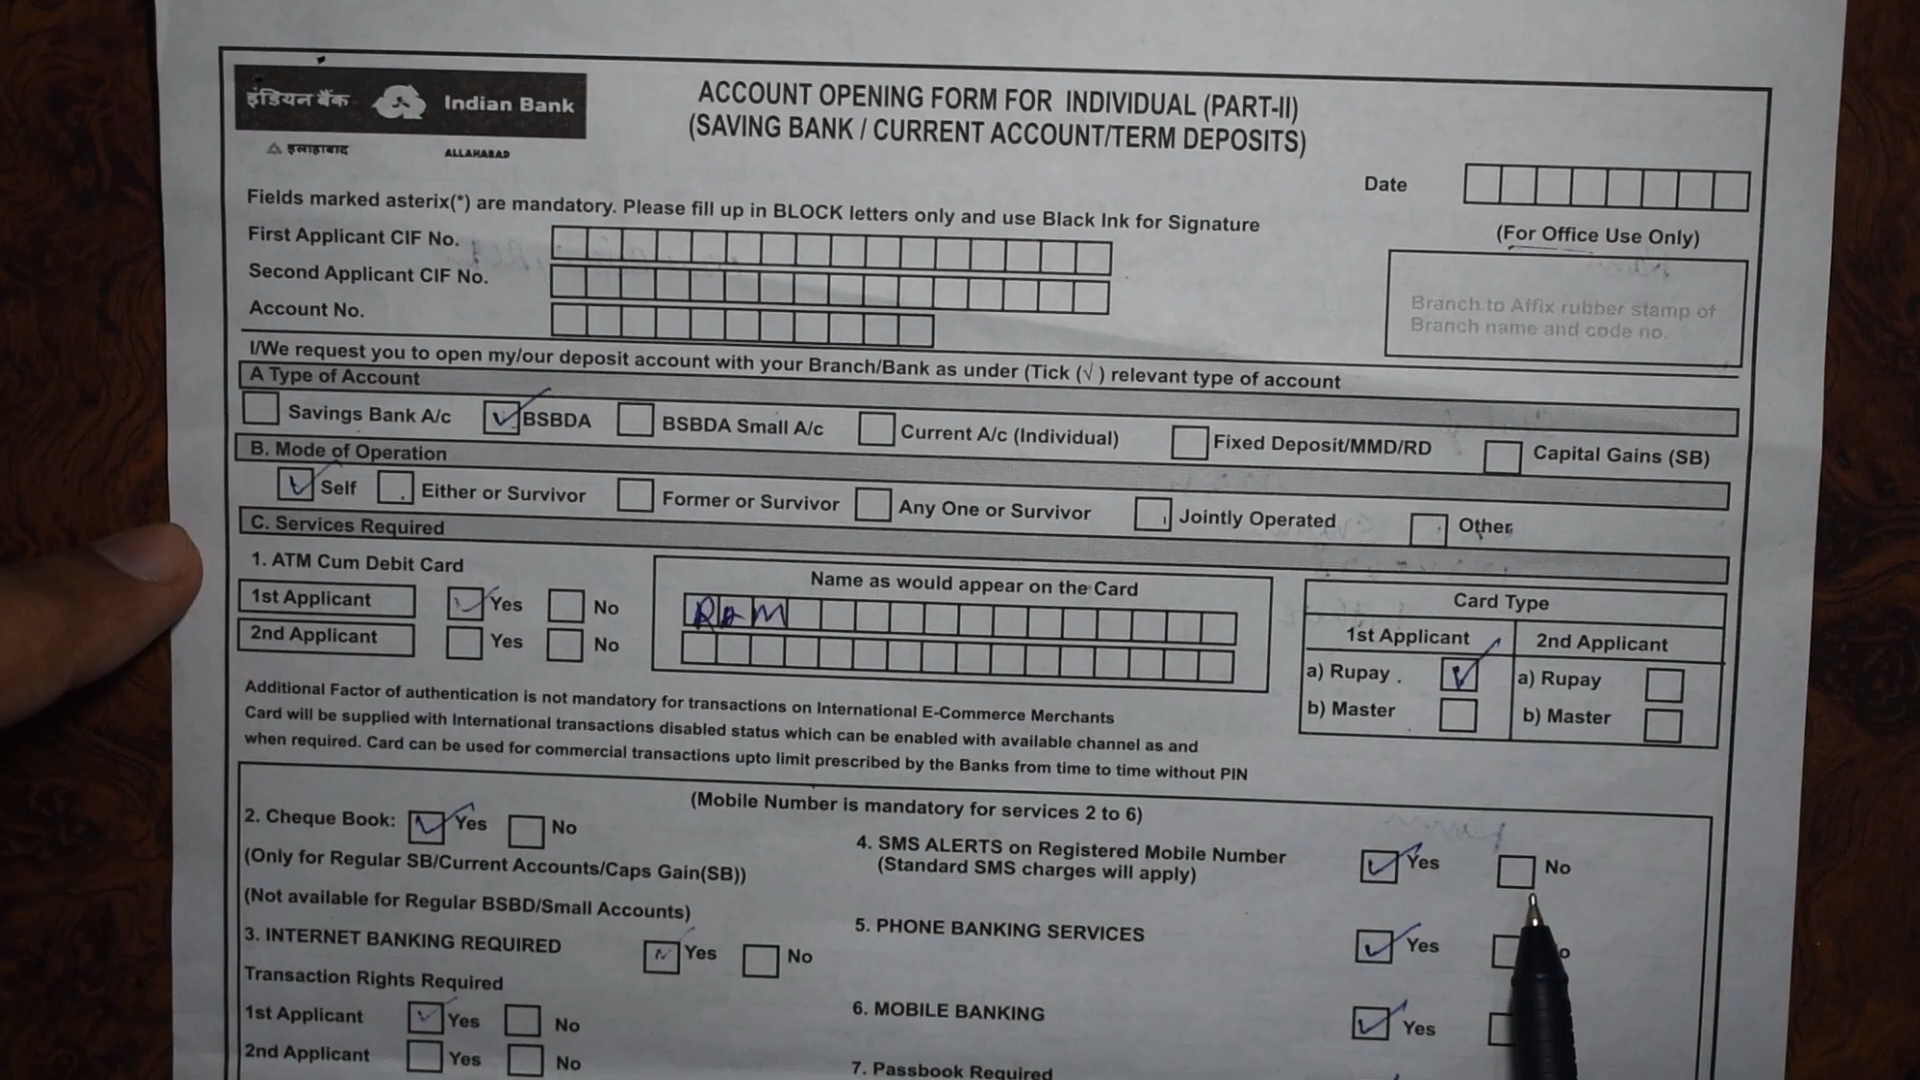 इंडियन बैंक Indian Bank
इलाहाबाद ALLAHABAD
ACCOUNT OPENING FORM FOR INDIVIDUAL (PART-II)
(SAVING BANK / CURRENT ACCOUNT/TERM DEPOSITS)
Date
Fields marked asterix(*) are mandatory. Please fill up in BLOCK letters only and use Black Ink for Signature
(For Office Use Only)
First Applicant CIF No.
Second Applicant CIF No.
Account No.
Branch to Affix rubber stamp of
Branch name and code no.
I/We request you to open my/our deposit account with your Branch/Bank as under (Tick (√ ) relevant type of account
A Type of Account
Savings Bank A/c BSBDA BSBDA Small A/c Current A/c (Individual) Fixed Deposit/MMD/RD Capital Gains (SB)
B. Mode of Operation
Self Either or Survivor Former or Survivor Any One or Survivor Jointly Operated Other
C. Services Required
1. ATM Cum Debit Card
Name as would appear on the Card
Card Type
1st Applicant Yes No
RAM
2nd Applicant Yes No
1st Applicant 2nd Applicant
a) Rupay . a) Rupay
b) Master b) Master
Additional Factor of authentication is not mandatory for transactions on International E-Commerce Merchants
Card will be supplied with International transactions disabled status which can be enabled with available channel as and
when required. Card can be used for commercial transactions upto limit prescribed by the Banks from time to time without PIN
(Mobile Number is mandatory for services 2 to 6)
2. Cheque Book: Yes No
(Only for Regular SB/Current Accounts/Caps Gain(SB))
(Not available for Regular BSBD/Small Accounts)
3. INTERNET BANKING REQUIRED Yes No
Transaction Rights Required
1st Applicant Yes No
2nd Applicant Yes No
4. SMS ALERTS on Registered Mobile Number Yes No
(Standard SMS charges will apply)
5. PHONE BANKING SERVICES Yes
6. MOBILE BANKING Yes
7. Passbook Required